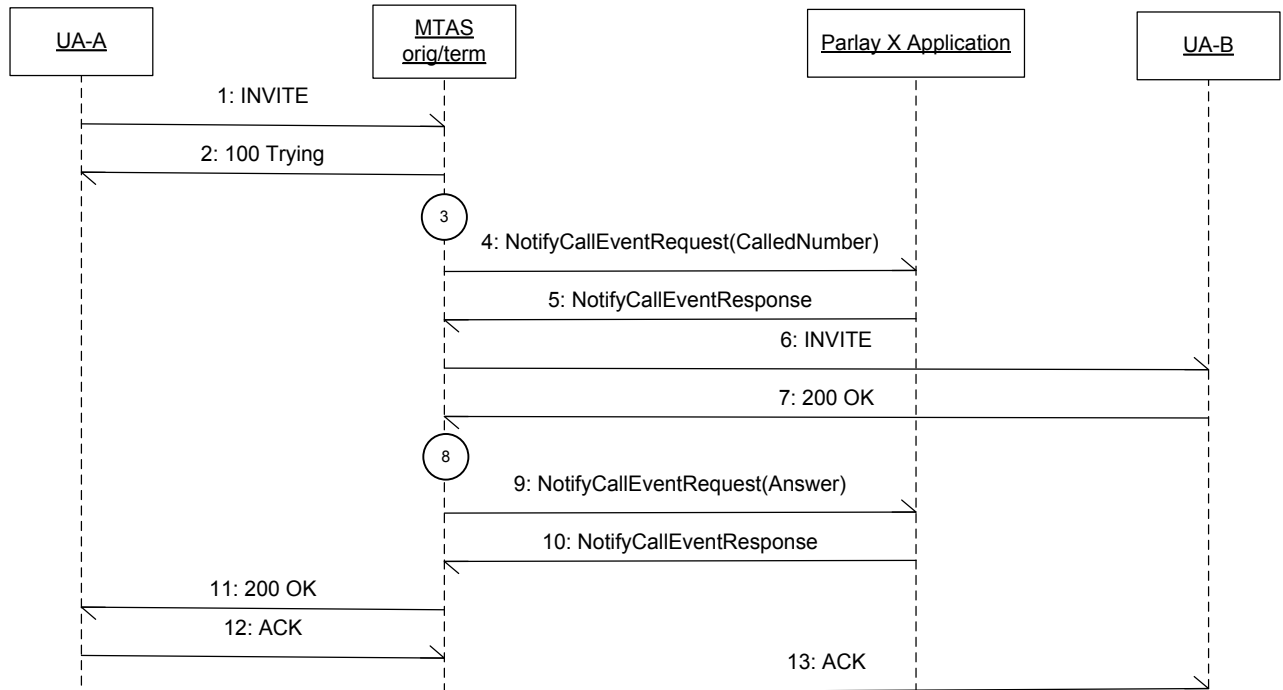 UA-A
MTAS
orig/term
Parlay X Application
UA-B
1: INVITE
2: 100 Trying
3
4: NotifyCallEventRequest(CalledNumber)
5: NotifyCallEventResponse
6: INVITE
7: 200 OK
8
9: NotifyCallEventRequest(Answer)
10: NotifyCallEventResponse
11: 200 OK
12: ACK
13: ACK